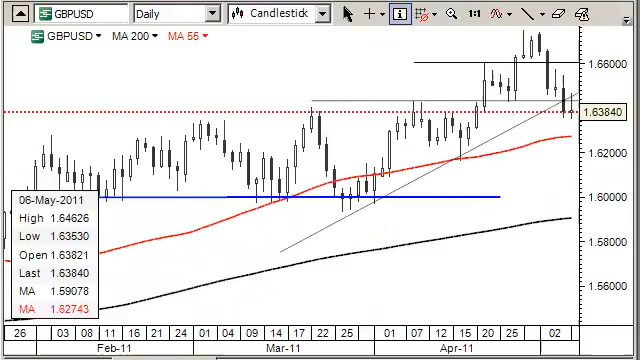 GBPUSD
Daily
Candlestick
1:1
GBPUSD MA 200 MA 55
1.66000
1.63840
1.62000
1.60000
1.58000
1.56000
06-May-2011
High 1.64626
Low 1.63530
Open 1.63821
Last 1.63840
MA 1.59078
MA 1.62743
26 03 08 11 16 21 24 01 04 09 14 17 22 25 30 01 07 12 15 20 25 28 02
Feb-11 Mar-11 Apr-11